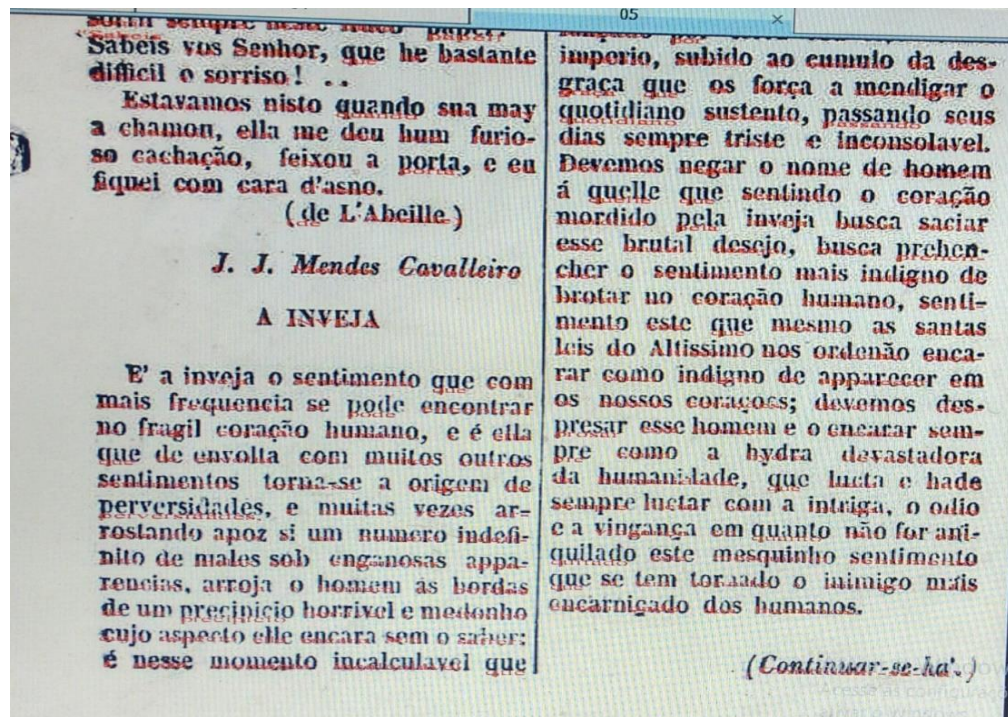 05
sorrir sempre nesse
Sabeis vos Senhor, que he bastante
difficil o sorriso! ..
Estavamos nisto quando sua may
a chamon, ella me deu hum furio-
so cachação, feixou a porta, e eu
fiquei com cara d'asno.
(de L'Abeille)
J. J. Mendes Cavalleiro
A INVEJA
E' a inveja o sentimento que com
mais frequencia se pode encontrar
no fragil coração humano, e é ella
que de envolta com muitos outros
sentimentos torna-se a origem de
perversidades, e muitas vezes ar-
rostando apoz si um numero indefi-
nito de males sob enganosas appa-
rencias, arroja o homem ás bordas
de um precipicio horrivel e medonho
cujo aspecto elle encara sem o saber:
é nesse momento incalculavel que
imperio, subido ao cumulo da des-
graça que os força a mendigar o
quotidiano sustento, passando seus
dias sempre triste e inconsolavel.
Devemos negar o nome de homem
á quelle que sentindo o coração
mordido pela inveja busca saciar
esse brutal desejo, busca prehen-
cher o sentimento mais indigno de
brotar no coração humano, senti-
mento este que mesmo as santas
leis do Altissimo nos ordenão enca-
rar como indigno de apparecer em
os nossos coraçoes; devemos des-
presar esse homem e o encarar sem-
pre como a hydra devastadora
da humanidade, que lucta e hade
sempre luctar com a intriga, o odio
e a vingança em quanto não for ani-
quilado este mesquinho sentimento
que se tem tornado o inimigo mais
encarniçado dos humanos.
(Continuar-se-ha'.)
Acesse as configurações